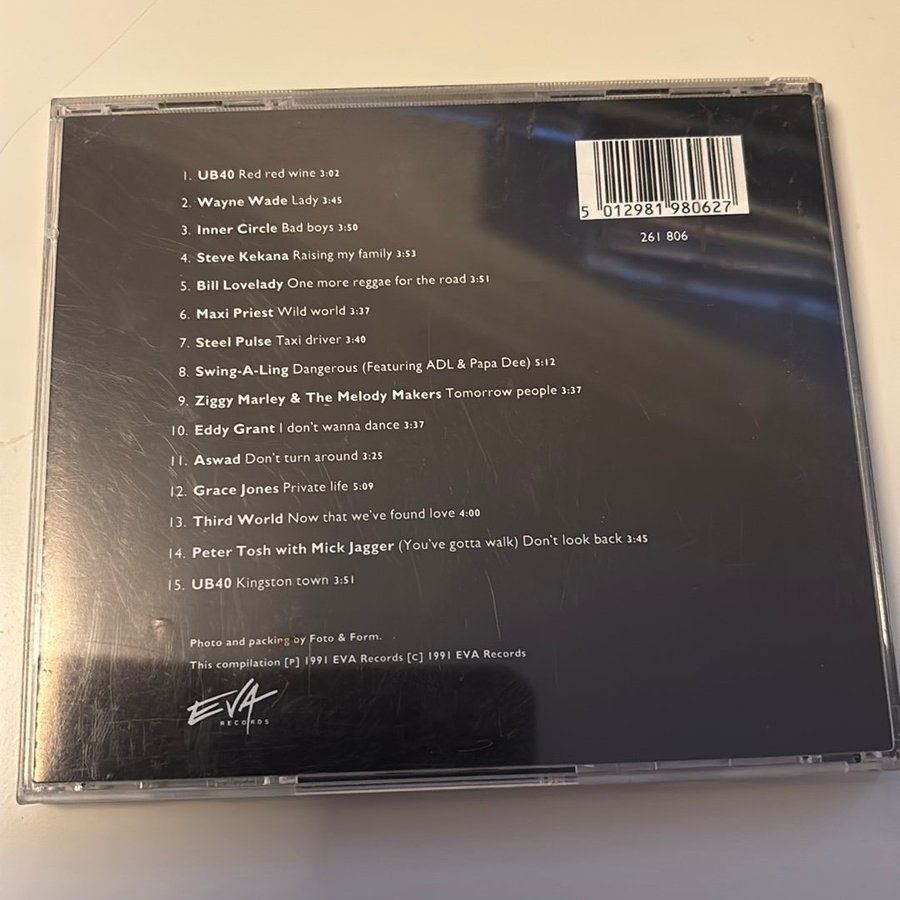 1. UB40 Red red wine 3:02
2. Wayne Wade Lady 3:45
3. Inner Circle Bad boys 3:50
4. Steve Kekana Raising my family 3:53
5. Bill Lovelady One more reggae for the road 3:51
6. Maxi Priest Wild world 3:37
7. Steel Pulse Taxi driver 3:40
8. Swing-A-Ling Dangerous (Featuring ADL & Papa Dee) 5:12
9. Ziggy Marley & The Melody Makers Tomorrow people 3:37
10. Eddy Grant I don't wanna dance 3:37
11. Aswad Don't turn around 3:25
12. Grace Jones Private life 5:09
13. Third World Now that we've found love 4:00
14. Peter Tosh with Mick Jagger (You've gotta walk) Don't look back 3:45
15. UB40 Kingston town 3:51
5 012981 980627
261 806
Photo and packing by Foto & Form.
This compilation [P] 1991 EVA Records [C] 1991 EVA Records
EVA
RECORDS